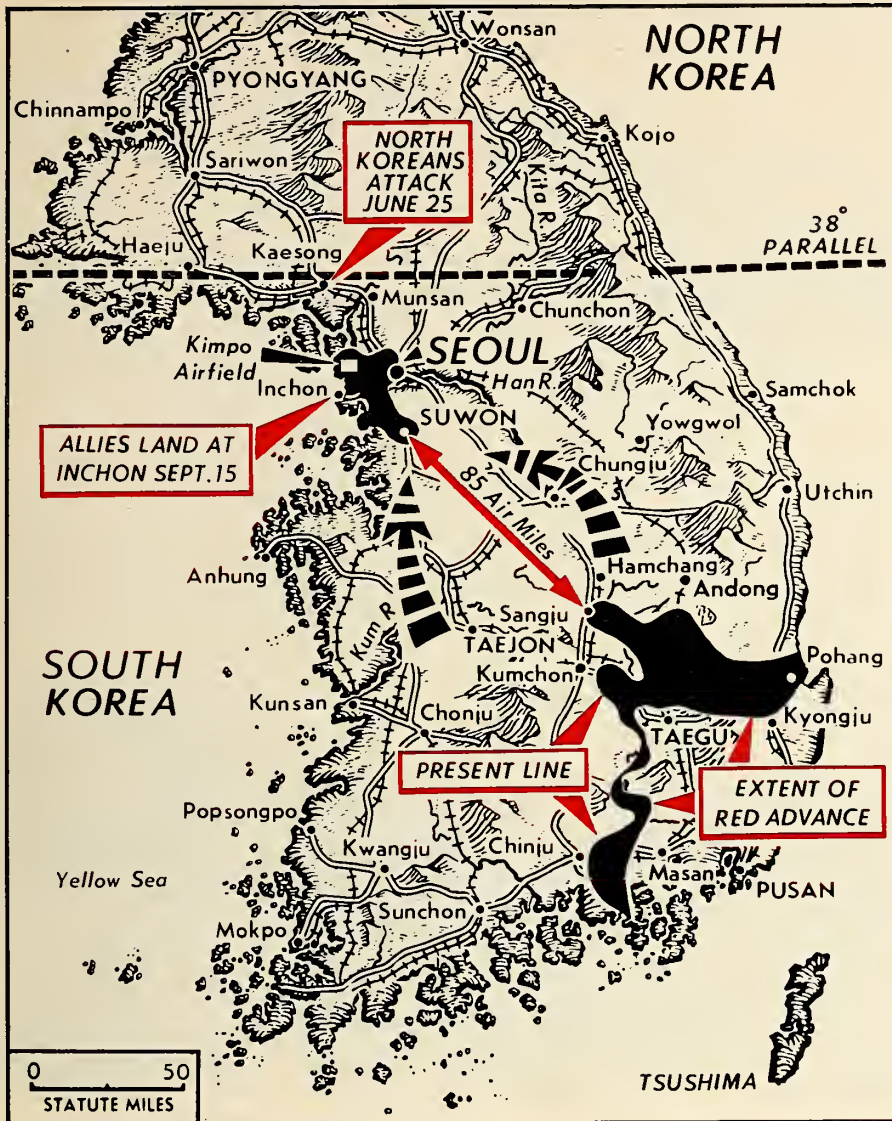 Wonsan
NORTH
KOREA
PYONGYANG
Chinnampo
Kojo
NORTH
KOREANS
ATTACK
JUNE 25
Sariwon
Kita R.
38°
PARALLEL
Haeju
Kaesong
Munsan
Chunchon
Kimpo
Airfield
SEOUL
Han R.
Inchon
Samchok
SUWON
Yowgwol
ALLIES LAND AT
INCHON SEPT. 15
Chungju
85 Air Miles
Utchin
Anhung
Hamchang
Andong
Sangju
Kum R.
TAEJON
SOUTH
KOREA
Kumchon
Pohang
Kunsan
Chonju
TAEGU
Kyongju
PRESENT LINE
EXTENT OF
RED ADVANCE
Popsongpo
Kwangju
Chinju
Masan
Yellow Sea
PUSAN
Sunchon
Mokpo
0 50
STATUTE MILES
TSUSHIMA